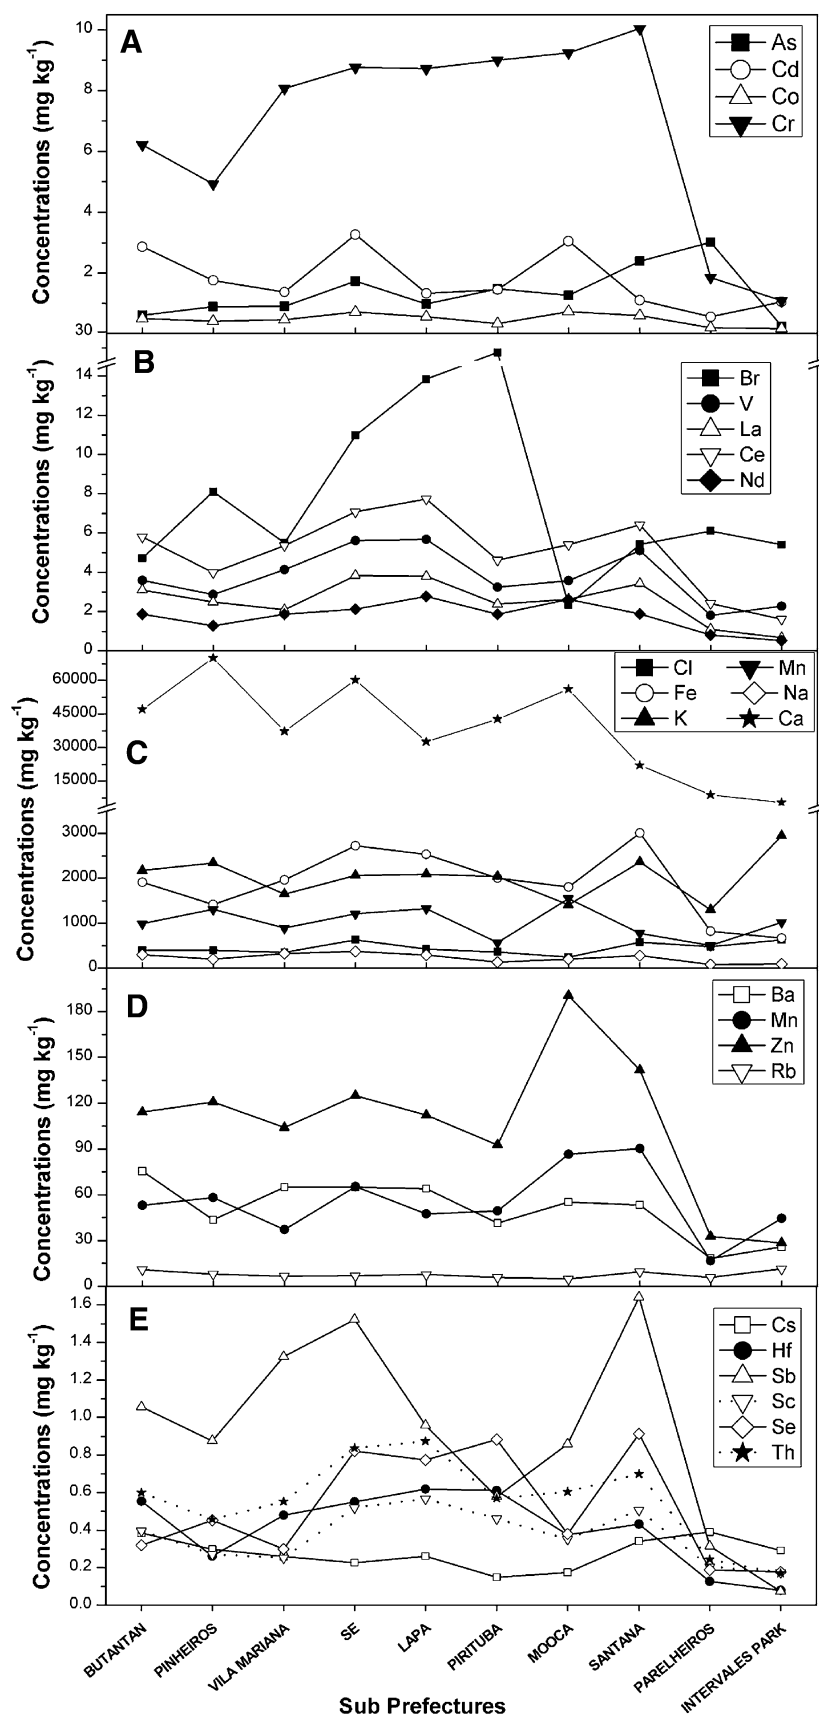 A
Concentrations (mg kg-1)
10
8
6
4
2
30
As
Cd
Co
Cr
B
Concentrations (mg kg-1)
14
12
10
8
6
4
2
0
Br
V
La
Ce
Nd
C
Concentrations (mg kg-1)
60000
45000
30000
15000
3000
2000
1000
0
Cl Mn
Fe Na
K Ca
D
Concentrations (mg kg-1)
180
150
120
90
60
30
0
Ba
Mn
Zn
Rb
E
Concentrations (mg kg-1)
1.6
1.4
1.2
1.0
0.8
0.6
0.4
0.2
0.0
Cs
Hf
Sb
Sc
Se
Th
BUTANTAN
PINHEIROS
VILA MARIANA
SE
LAPA
PIRITUBA
MOOCA
SANTANA
PARELHEIROS
INTERVALES PARK
Sub Prefectures